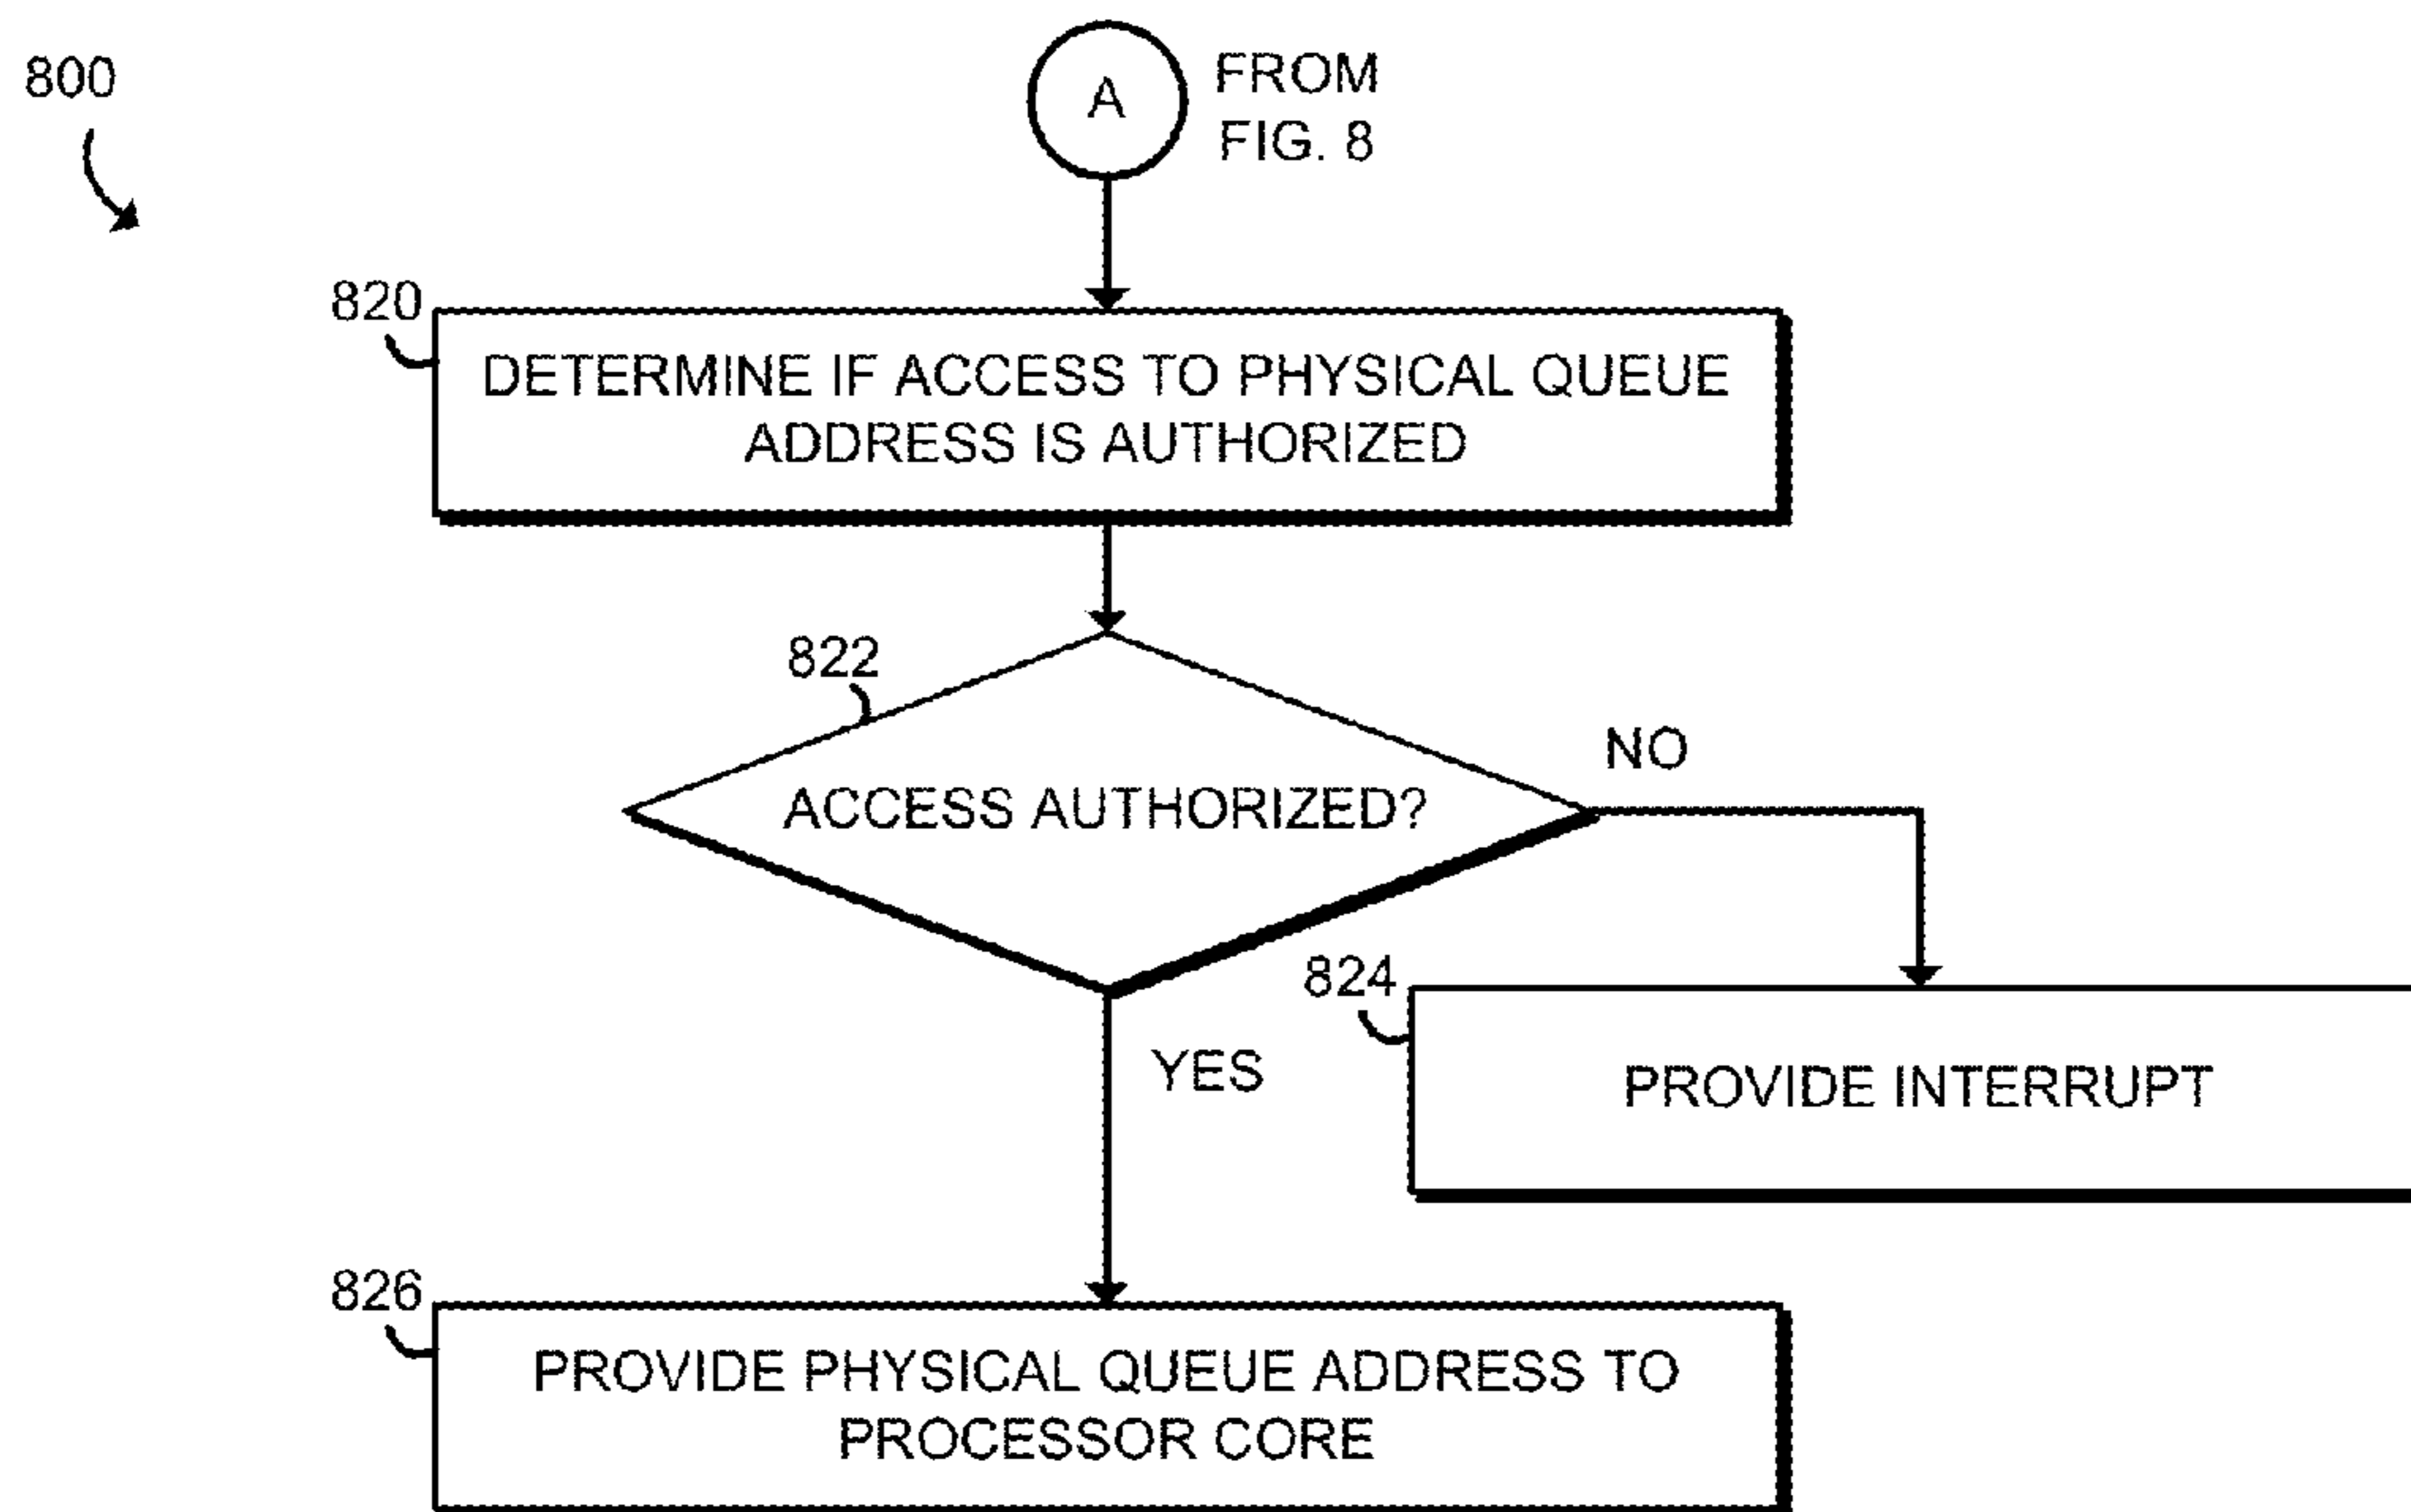 800
A
FROM
FIG. 8
820
DETERMINE IF ACCESS TO PHYSICAL QUEUE
ADDRESS IS AUTHORIZED
822
ACCESS AUTHORIZED?
NO
824
YES
PROVIDE INTERRUPT
826
PROVIDE PHYSICAL QUEUE ADDRESS TO
PROCESSOR CORE